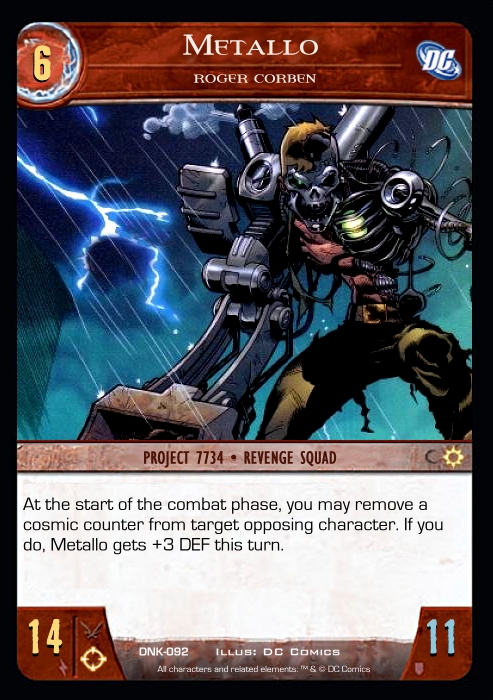 6
METALLO
ROGER CORBEN
DC
PROJECT 7734 • REVENGE SQUAD
At the start of the combat phase, you may remove a
cosmic counter from target opposing character. If you
do, Metallo gets +3 DEF this turn.
14
11
DNK-092 ILLUS: DC COMICS
All characters and related elements: ™ & © DC Comics